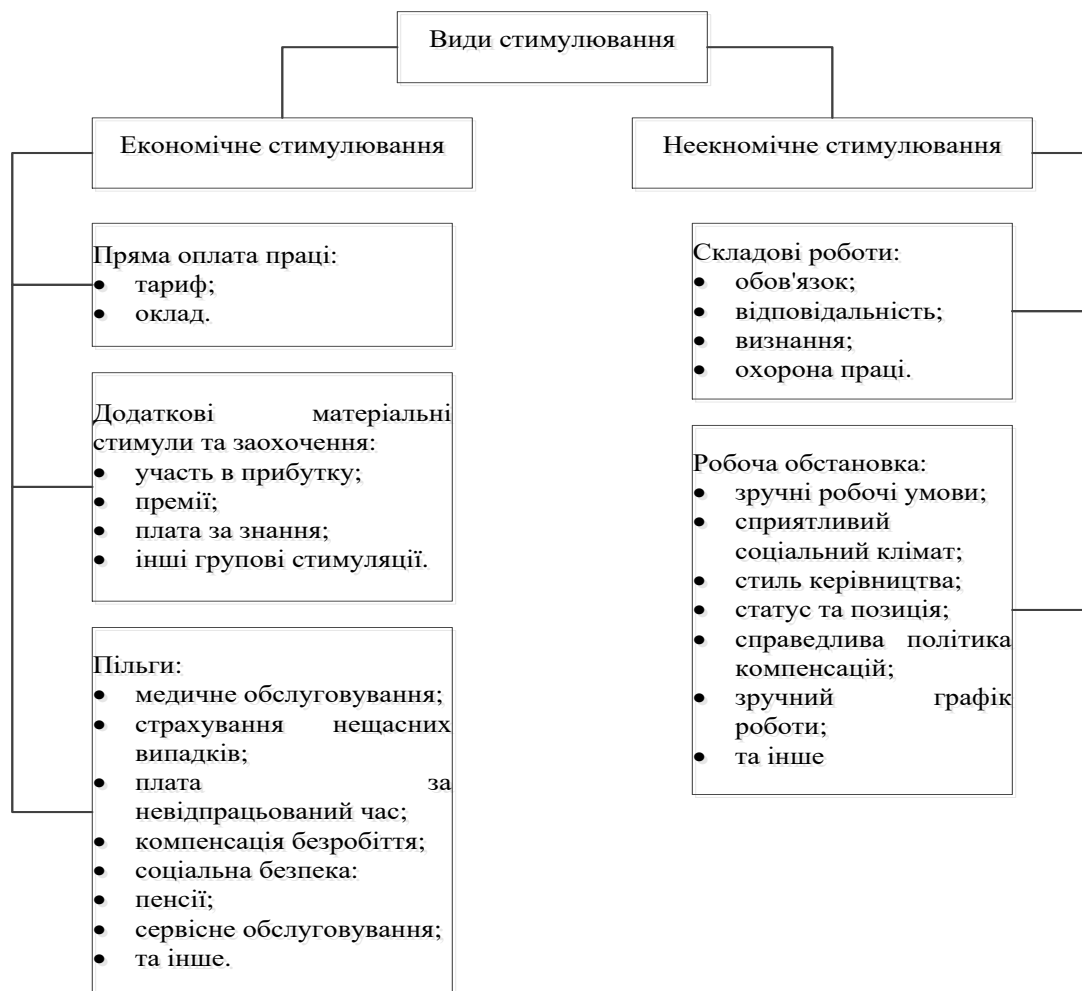 Види стимулювання
Економічне стимулювання
Пряма оплата праці:
• тариф;
• оклад.
Додаткові матеріальні
стимули та заохочення:
• участь в прибутку;
• премії;
• плата за знання;
• інші групові стимуляції.
Пільги:
• медичне обслуговування;
• страхування нещасних
випадків;
• плата за
невідпрацьований час;
• компенсація безробіття;
• соціальна безпека:
• пенсії;
• сервісне обслуговування;
• та інше.
Неекномічне стимулювання
Складові роботи:
• обов'язок;
• відповідальність;
• визнання;
• охорона праці.
Робоча обстановка:
• зручні робочі умови;
• сприятливий
соціальний клімат;
• стиль керівництва;
• статус та позиція;
• справедлива політика
компенсацій;
• зручний графік
роботи;
• та інше